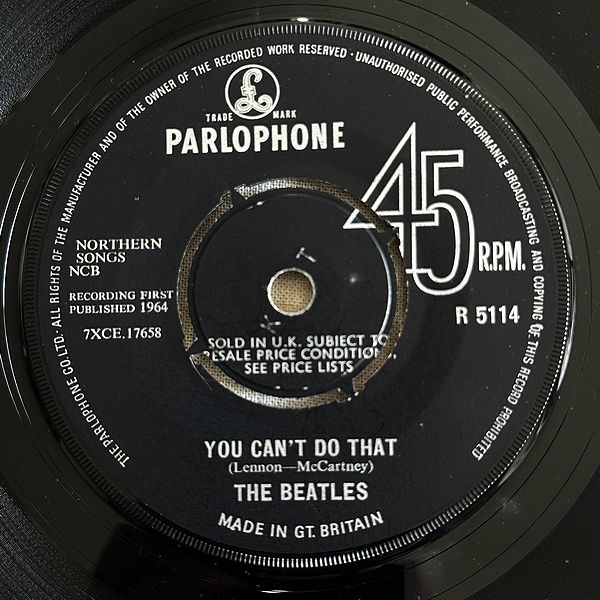 THE PARLOPHONE CO. LTD. ALL RIGHTS OF THE MANUFACTURER AND OF THE OWNER OF THE RECORDED WORK RESERVED · UNAUTHORISED PUBLIC PERFORMANCE BROADCASTING AND COPYING OF THIS RECORD PROHIBITED
£
TRADE MARK
PARLOPHONE
45
R.P.M.
R 5114
NORTHERN
SONGS
NCB
RECORDING FIRST
PUBLISHED 1964
7XCE.17658
T
K
SOLD IN U.K. SUBJECT TO
RESALE PRICE CONDITIONS,
SEE PRICE LISTS
YOU CAN'T DO THAT
(Lennon—McCartney)
THE BEATLES
MADE IN GT. BRITAIN